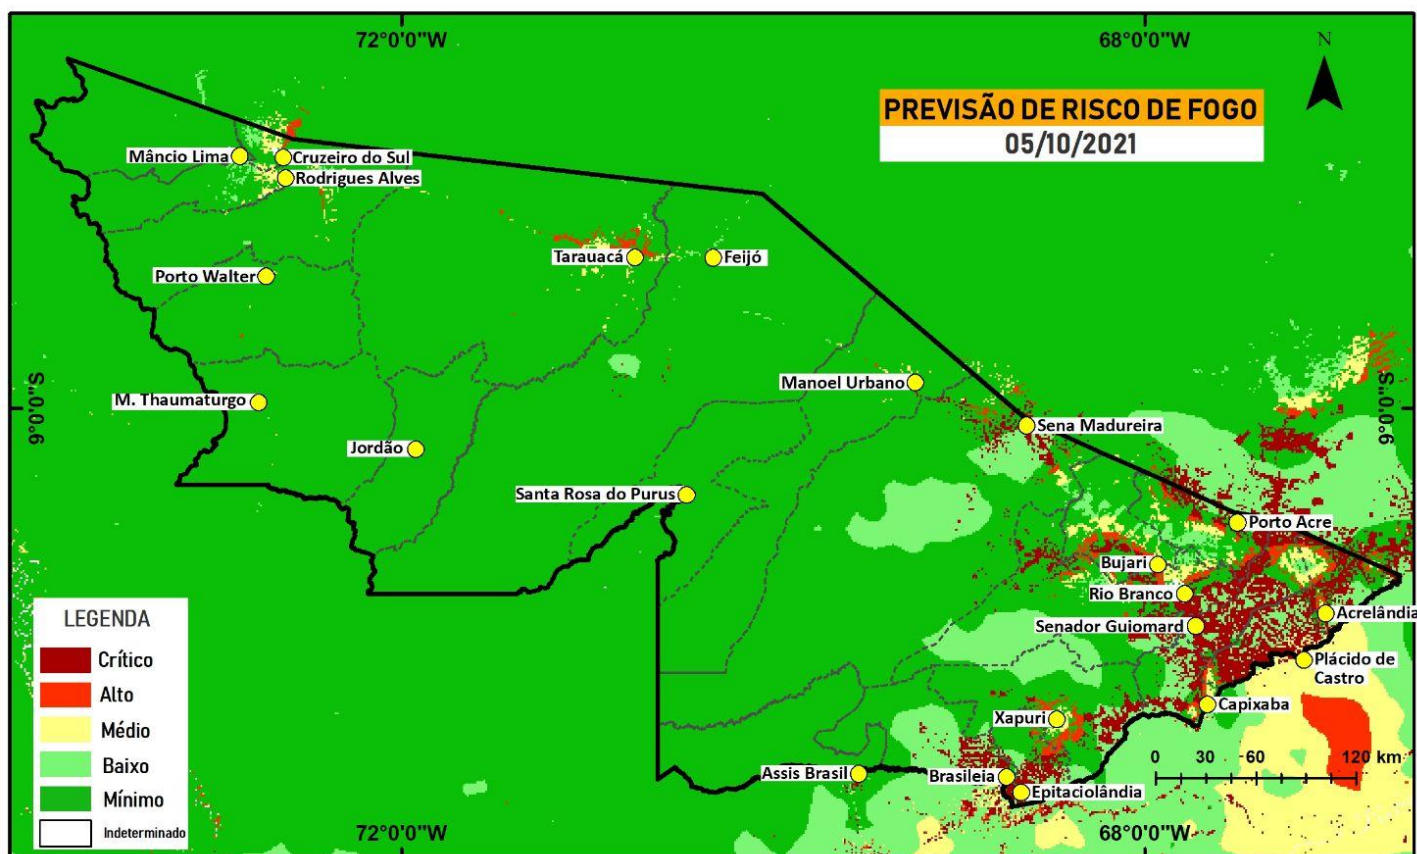 72°0'0"W
68°0'0"W
N
PREVISÃO DE RISCO DE FOGO
05/10/2021
Mâncio Lima
Cruzeiro do Sul
Rodrigues Alves
Tarauacá
Feijó
Porto Walter
9°0'0"S
9°0'0"S
Manoel Urbano
M. Thaumaturgo
Sena Madureira
Jordão
Santa Rosa do Purus
Porto Acre
Bujari
Rio Branco
Acrelândia
Senador Guiomard
Plácido de
Castro
Capixaba
Xapuri
Assis Brasil
Brasileia
Epitaciolândia
0 30 60 120 km
LEGENDA
Crítico
Alto
Médio
Baixo
Mínimo
Indeterminado
72°0'0"W
68°0'0"W